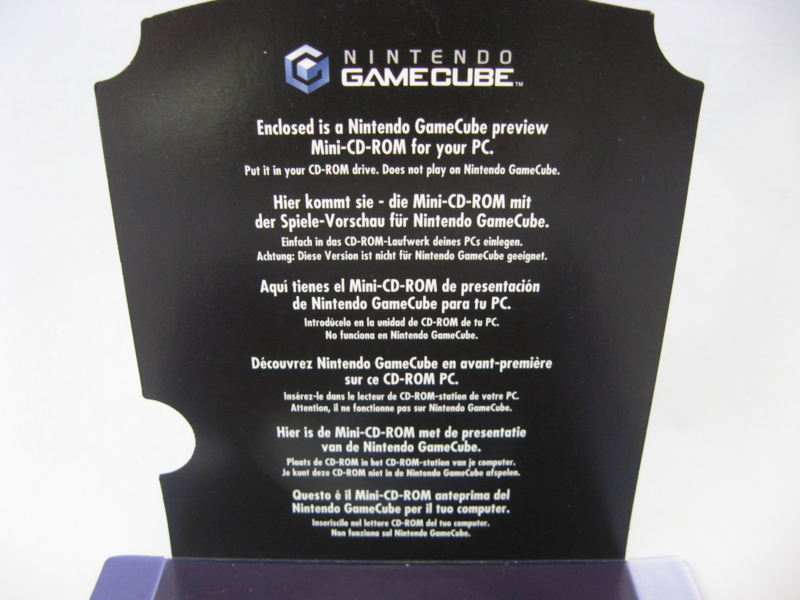 NINTENDO
GAMECUBE™
Enclosed is a Nintendo GameCube preview
Mini-CD-ROM for your PC.
Put it in your CD-ROM drive. Does not play on Nintendo GameCube.
Hier kommt sie - die Mini-CD-ROM mit
der Spiele-Vorschau für Nintendo GameCube.
Einfach in das CD-ROM-Laufwerk deines PCs einlegen.
Achtung: Diese Version ist nicht für Nintendo GameCube geeignet.
Aquí tienes el Mini-CD-ROM de presentación
de Nintendo GameCube para tu PC.
Introdúcelo en la unidad de CD-ROM de tu PC.
No funciona en Nintendo GameCube.
Découvrez Nintendo GameCube en avant-première
sur ce CD-ROM PC.
Insérez-le dans le lecteur de CD-ROM-station de votre PC.
Attention, il ne fonctionne pas sur Nintendo GameCube.
Hier is de Mini-CD-ROM met de presentatie
van de Nintendo GameCube.
Plaats de CD-ROM in het CD-ROM-station van je computer.
Je kunt deze CD-ROM niet in de Nintendo GameCube afspelen.
Questo é il Mini-CD-ROM anteprima del
Nintendo GameCube per il tuo computer.
Inseriscilo nel lettore CD-ROM del tuo computer.
Non funziona sul Nintendo GameCube.